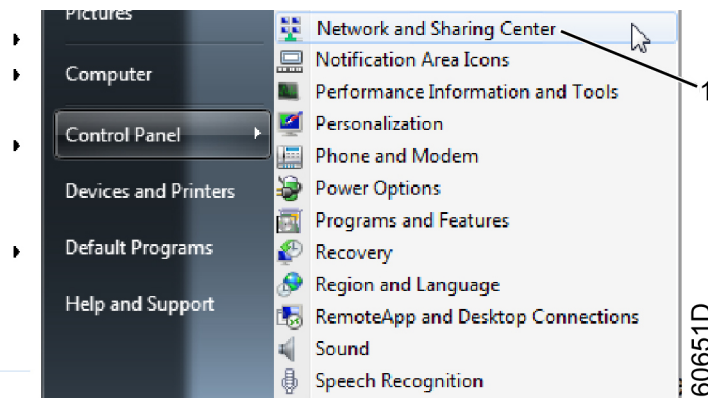 Pictures
Computer
Control Panel
Devices and Printers
Default Programs
Help and Support
Network and Sharing Center
Notification Area Icons
Performance Information and Tools
Personalization
Phone and Modem
Power Options
Programs and Features
Recovery
Region and Language
RemoteApp and Desktop Connections
Sound
Speech Recognition
1
60651D